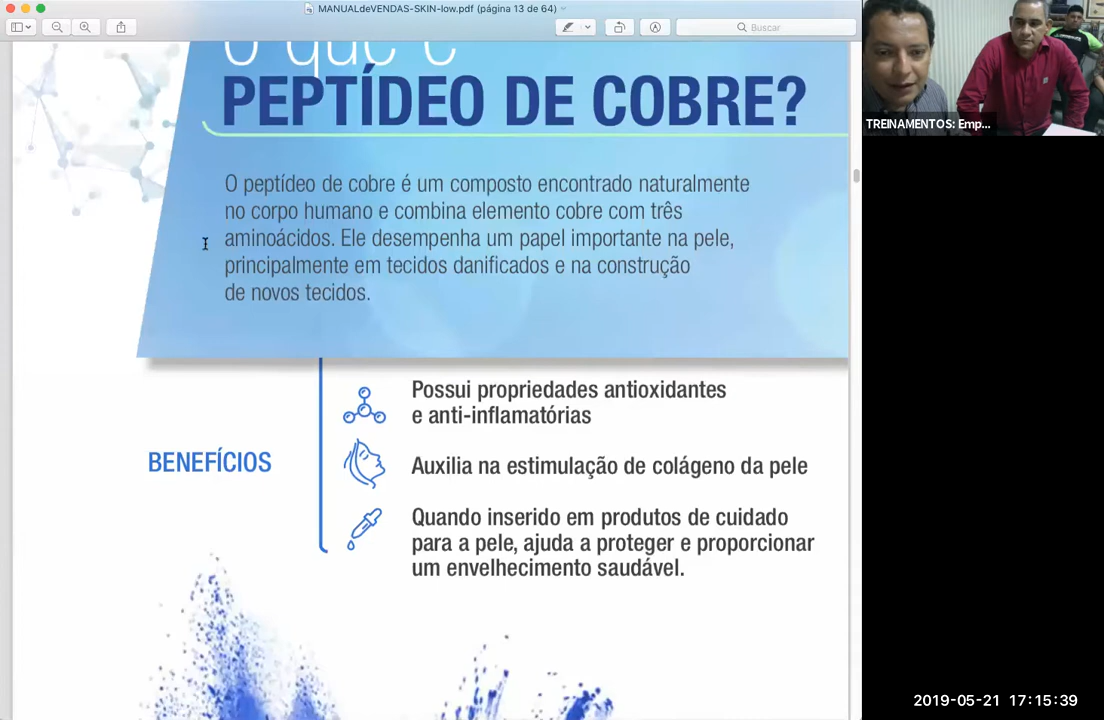 MANUALdeVENDAS-SKIN-low.pdf (página 13 de 64)
Buscar
O que é
PEPTÍDEO DE COBRE?
O peptídeo de cobre é um composto encontrado naturalmente
no corpo humano e combina elemento cobre com três
aminoácidos. Ele desempenha um papel importante na pele,
principalmente em tecidos danificados e na construção
de novos tecidos.
BENEFÍCIOS
Possui propriedades antioxidantes
e anti-inflamatórias
Auxilia na estimulação de colágeno da pele
Quando inserido em produtos de cuidado
para a pele, ajuda a proteger e proporcionar
um envelhecimento saudável.
TREINAMENTOS: Emp...
2019-05-21 17:15:39